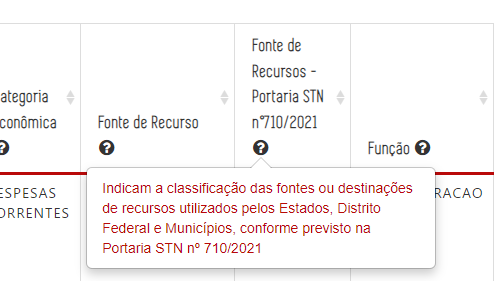 ategoria
conômica
Fonte de Recurso
Fonte de
Recursos -
Portaria STN
nº710/2021
Função
Indicam a classificação das fontes ou destinações
de recursos utilizados pelos Estados, Distrito
Federal e Municípios, conforme previsto na
Portaria STN nº 710/2021
ESPESAS
ORRENTES
RACAO